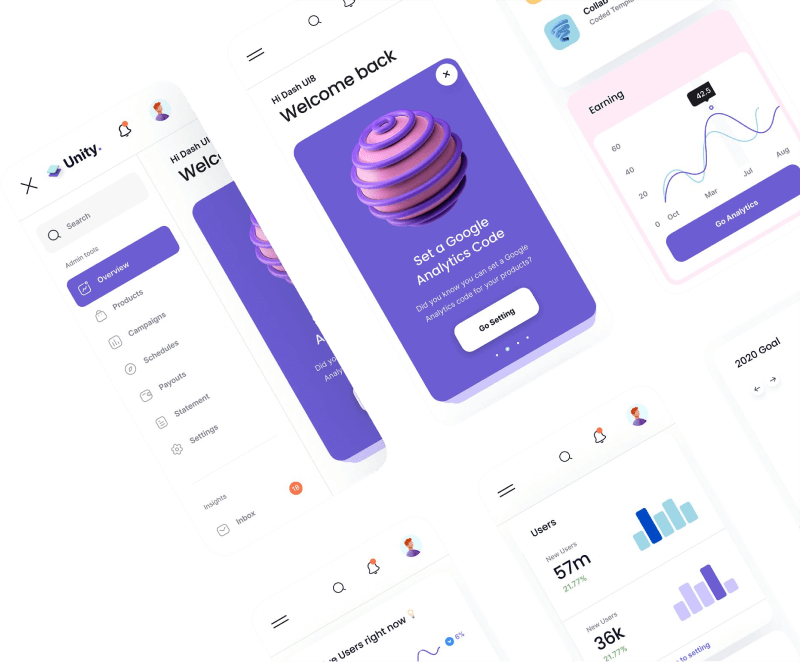 Unity.
Search
Admin tools
Overview
Products
Campaigns
Schedules
Payouts
Statement
Settings
Insights
Inbox
18
Hi Dash UI
Welc
Did you
Analy
Hi Dash UI8
Welcome back
Set a Google
Analytics Code
Did you know you can set a Google
Analytics code for your products?
Go Setting
Collab
Coded Templa
Earning
42.5
60
40
20
0
Oct
Mar
Jul
Aug
Go Analytics
2020 Goal
Users
New Users
57m
21.77%
New Users
36k
21.77%
to setting
Users right now
6%